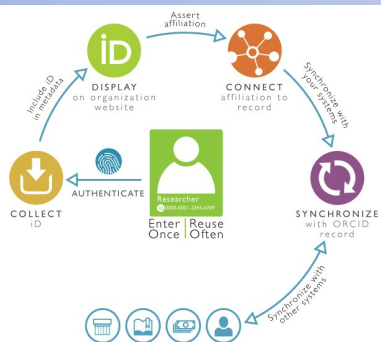 Assert
affiliation
iD
DISPLAY
on organization
website
CONNECT
affiliation to
record
Include iD
in metadata
Synchronize with
your systems
COLLECT
iD
AUTHENTICATE
Researcher
iD 0000-0001-2345-6789
Enter | Reuse
Once | Often
SYNCHRONIZE
with ORCID
record
Synchronize with
other systems